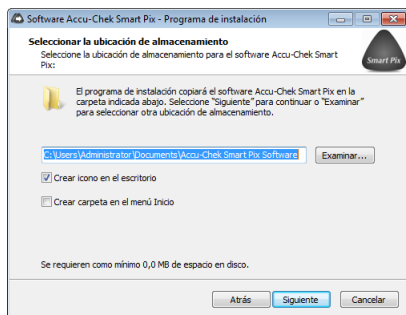 Software Accu-Chek Smart Pix - Programa de instalación
Seleccionar la ubicación de almacenamiento
Seleccione la ubicación de almacenamiento para el software Accu-Chek Smart
Pix:
Smart Pix
El programa de instalación copiará el software Accu-Chek Smart Pix en la
carpeta indicada abajo. Seleccione "Siguiente" para continuar o "Examinar"
para seleccionar otra ubicación de almacenamiento.
C:\Users\Administrator\Documents\Accu-Chek Smart Pix Software
Examinar...
Crear icono en el escritorio
Crear carpeta en el menú Inicio
Se requieren como mínimo 0,0 MB de espacio en disco.
Atrás
Siguiente
Cancelar